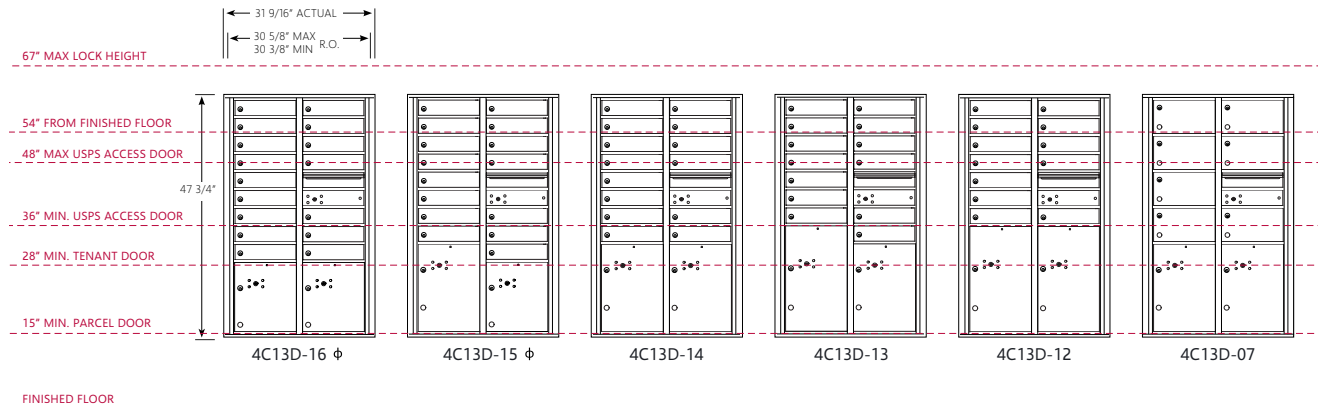 31 9/16” ACTUAL
30 5/8” MAX
30 3/8” MIN R.O.
67” MAX LOCK HEIGHT
54” FROM FINISHED FLOOR
48” MAX USPS ACCESS DOOR
47 3/4”
36” MIN. USPS ACCESS DOOR
28” MIN. TENANT DOOR
15” MIN. PARCEL DOOR
4C13D-16 ϕ
4C13D-15 ϕ
4C13D-14
4C13D-13
4C13D-12
4C13D-07
FINISHED FLOOR